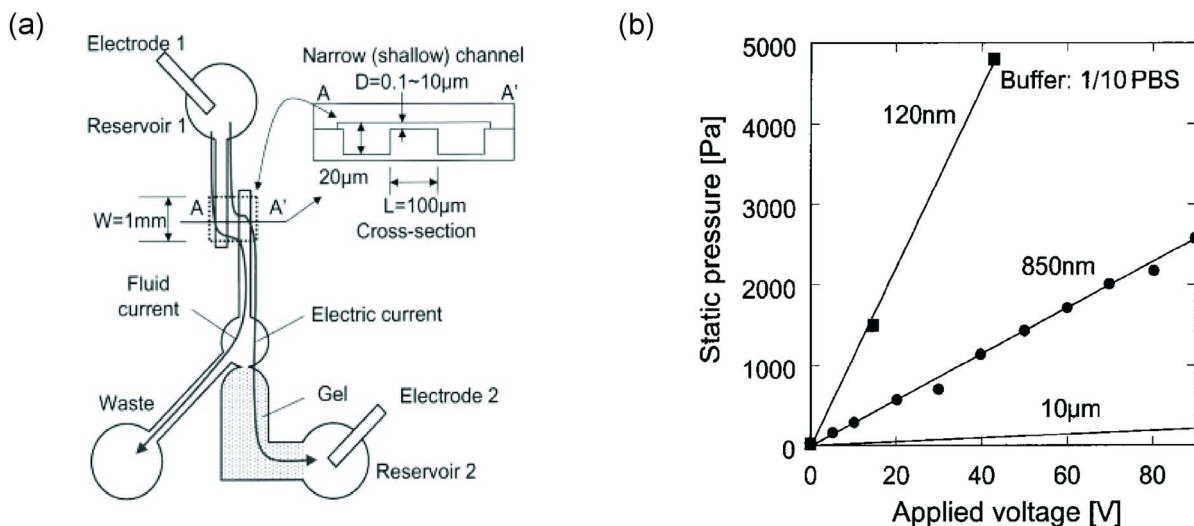 (a)
Electrode 1
Narrow (shallow) channel
D=0.1~10μm
A A'
Reservoir 1
20μm
A A'
W=1mm
L=100μm
Cross-section
Fluid
current
Electric current
Waste
Gel
Electrode 2
Reservoir 2
(b)
5000
4000
3000
2000
1000
0
Static pressure [Pa]
Buffer: 1/10 PBS
120nm
850nm
10μm
0 20 40 60 80
Applied voltage [V]